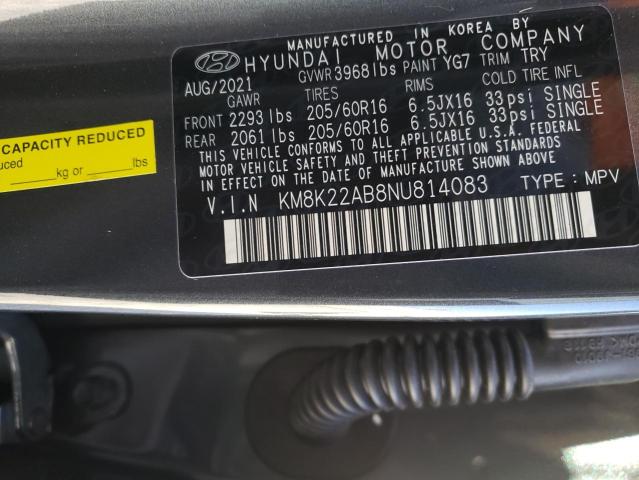 MANUFACTURED IN KOREA BY
HYUNDAI MOTOR COMPANY
AUG/2021 GVWR 3968 lbs PAINT YG7 TRIM TRY
GAWR TIRES RIMS COLD TIRE INFL
FRONT 2293 lbs 205/60R16 6.5JX16 33psi SINGLE
REAR 2061 lbs 205/60R16 6.5JX16 33psi SINGLE
THIS VEHICLE CONFORMS TO ALL APPLICABLE U.S.A. FEDERAL
MOTOR VEHICLE SAFETY AND THEFT PREVENTION STANDARDS
IN EFFECT ON THE DATE OF MANUFACTURE SHOWN ABOVE.
V.I.N KM8K22AB8NU814083 TYPE : MPV
CAPACITY REDUCED
duced
kg or lbs